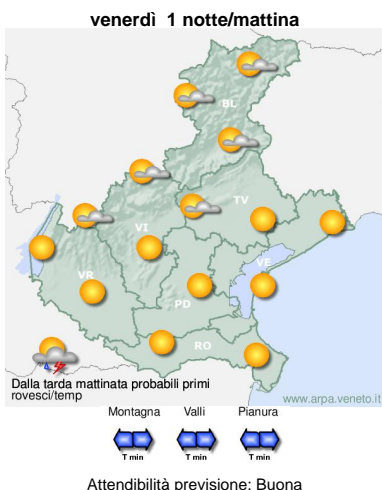 venerdì 1 notte/mattina
BL
TV
VI
VE
VR
PD
RO
Dalla tarda mattinata probabili primi
rovesci/temp
www.arpa.veneto.it
Montagna Valli Pianura
T min T min T min
Attendibilità previsione: Buona